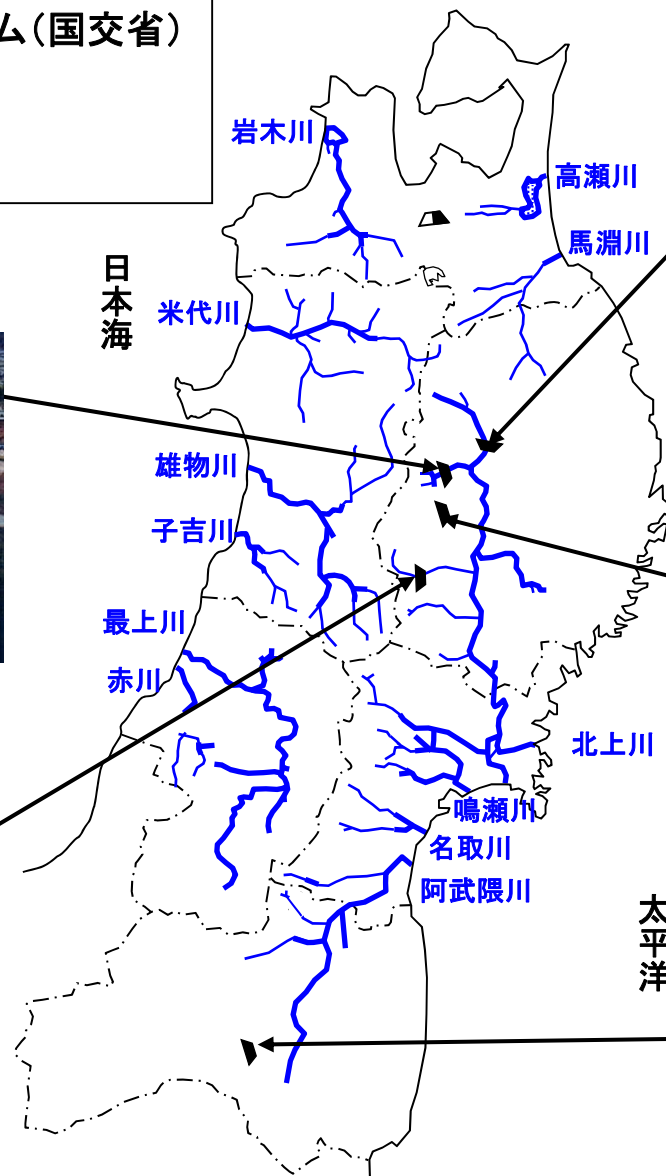 ム(国交省)
岩木川
高瀬川
馬淵川
日本海
米代川
雄物川
子吉川
最上川
赤川
北上川
鳴瀬川
名取川
阿武隈川
太平洋